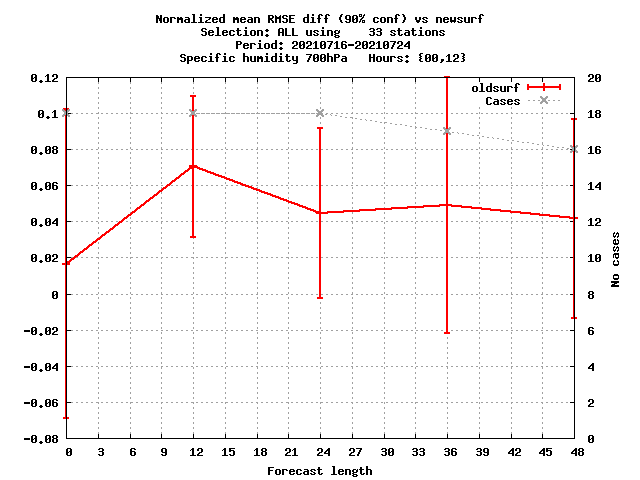 Normalized mean RMSE diff (90% conf) vs newsurf
Selection: ALL using    33 stations
Period: 20210716-20210724
Specific humidity 700hPa   Hours: {00,12}
0.12
0.1
0.08
0.06
0.04
0.02
0
-0.02
-0.04
-0.06
-0.08
oldsurf
Cases
20
18
16
14
12
10
8
6
4
2
0
No cases
0 3 6 9 12 15 18 21 24 27 30 33 36 39 42 45 48
Forecast length